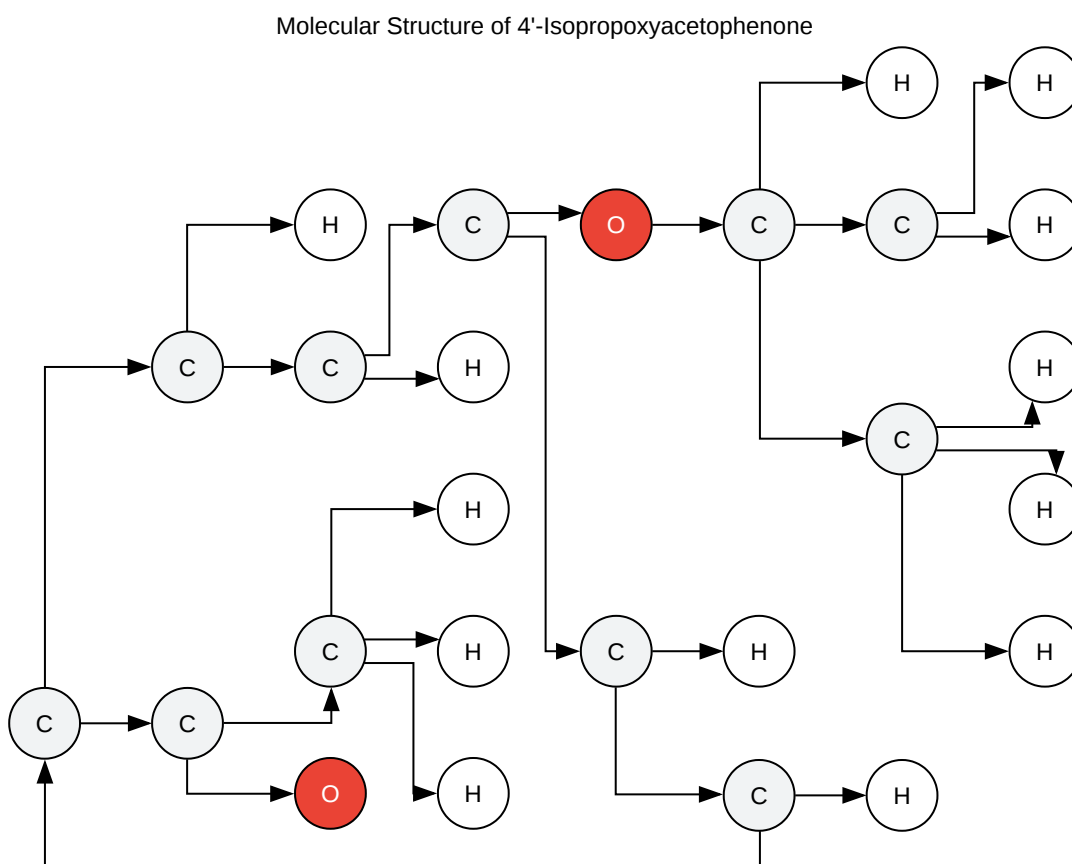 Molecular Structure of 4'-Isopropoxyacetophenone
H H
H C O C C H
C C H H
C
H H
C H C H H
C C
O H C H